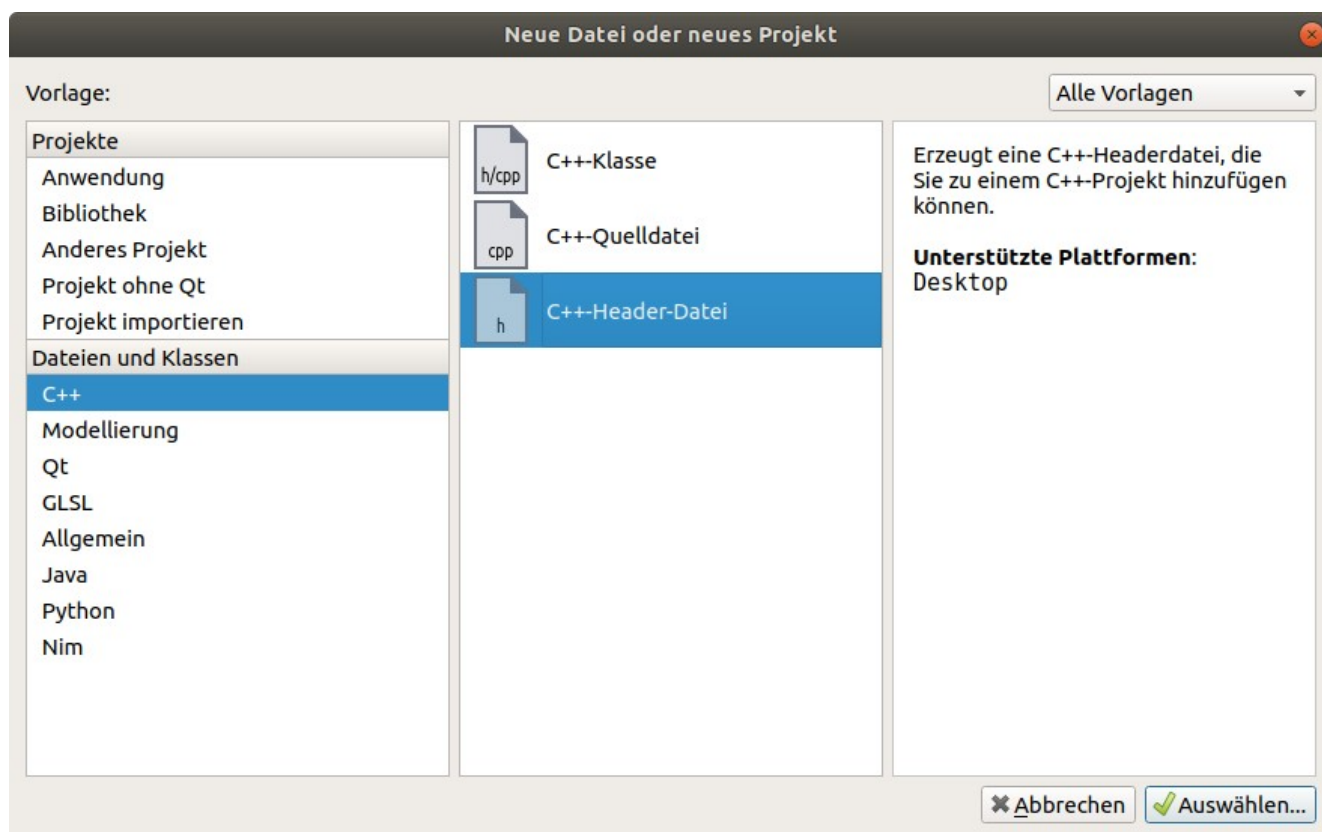 Neue Datei oder neues Projekt
Vorlage:
Alle Vorlagen
Projekte
Anwendung
Bibliothek
Anderes Projekt
Projekt ohne Qt
Projekt importieren
Dateien und Klassen
C++
Modellierung
Qt
GLSL
Allgemein
Java
Python
Nim
h/cpp
C++-Klasse
cpp
C++-Quelldatei
h
C++-Header-Datei
Erzeugt eine C++-Headerdatei, die
Sie zu einem C++-Projekt hinzufügen
können.
Unterstützte Plattformen:
Desktop
Abbrechen
Auswählen...